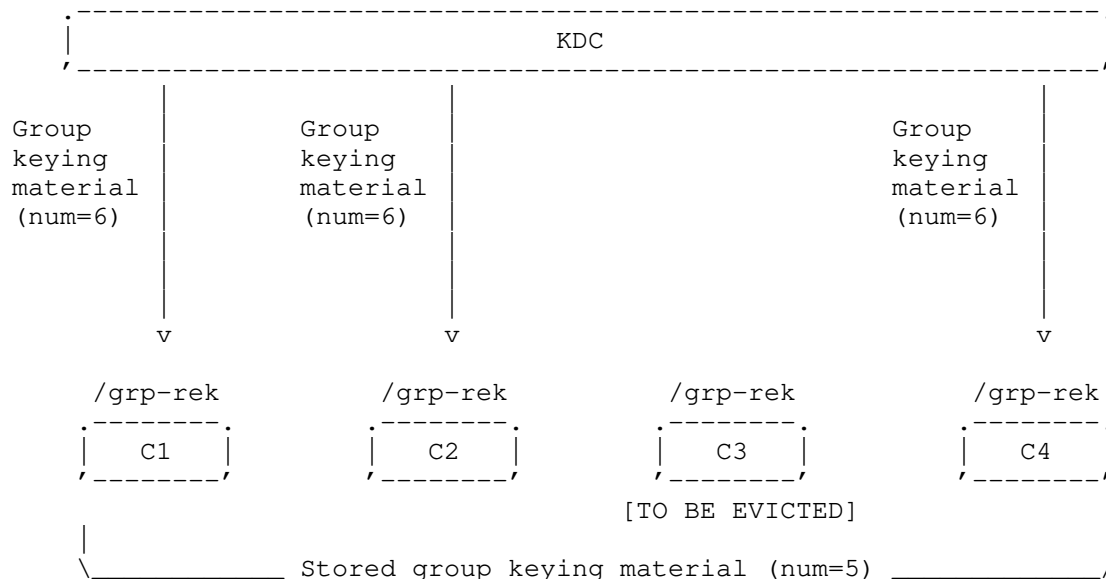 KDC
Group Group Group
keying keying keying
material material material
(num=6) (num=6) (num=6)
v v v
/grp-rek /grp-rek /grp-rek /grp-rek
C1 C2 C3 C4
[TO BE EVICTED]
Stored group keying material (num=5)